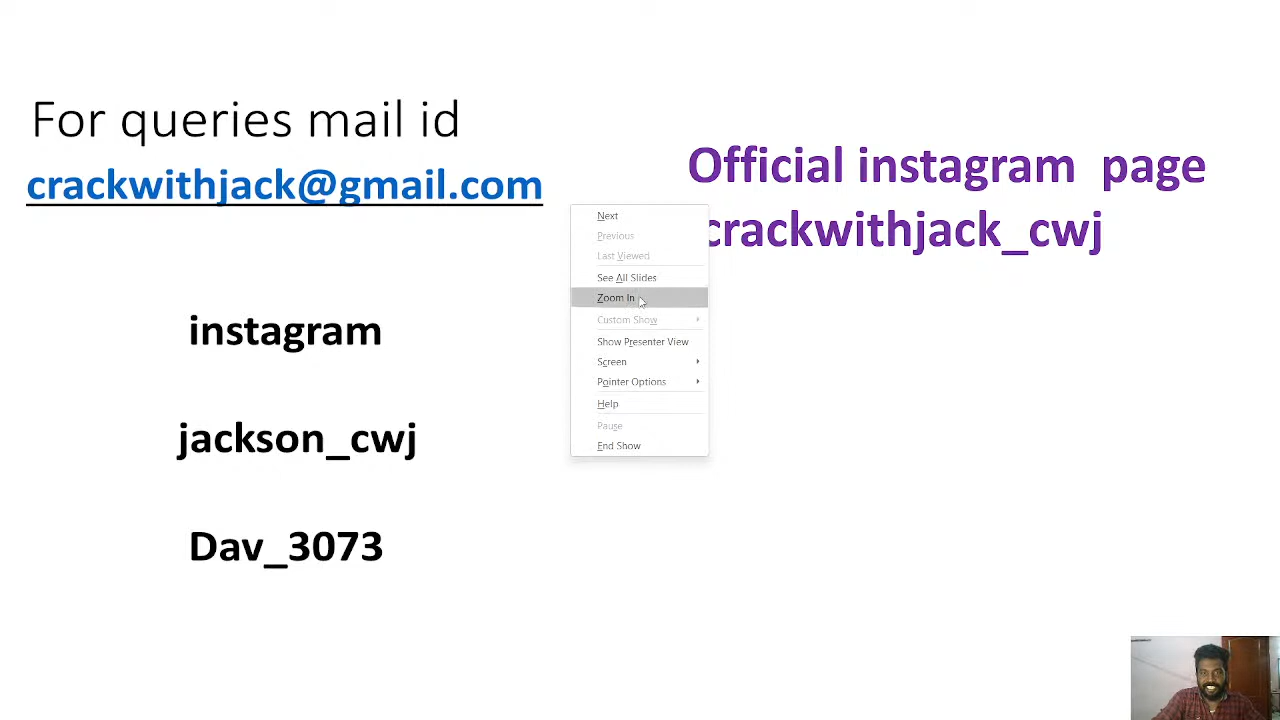 For queries mail id
crackwithjack@gmail.com
Official instagram page
crackwithjack_cwj
instagram
jackson_cwj
Dav_3073
Next
Previous
Last Viewed
See All Slides
Zoom In
Custom Show
Show Presenter View
Screen
Pointer Options
Help
Pause
End Show